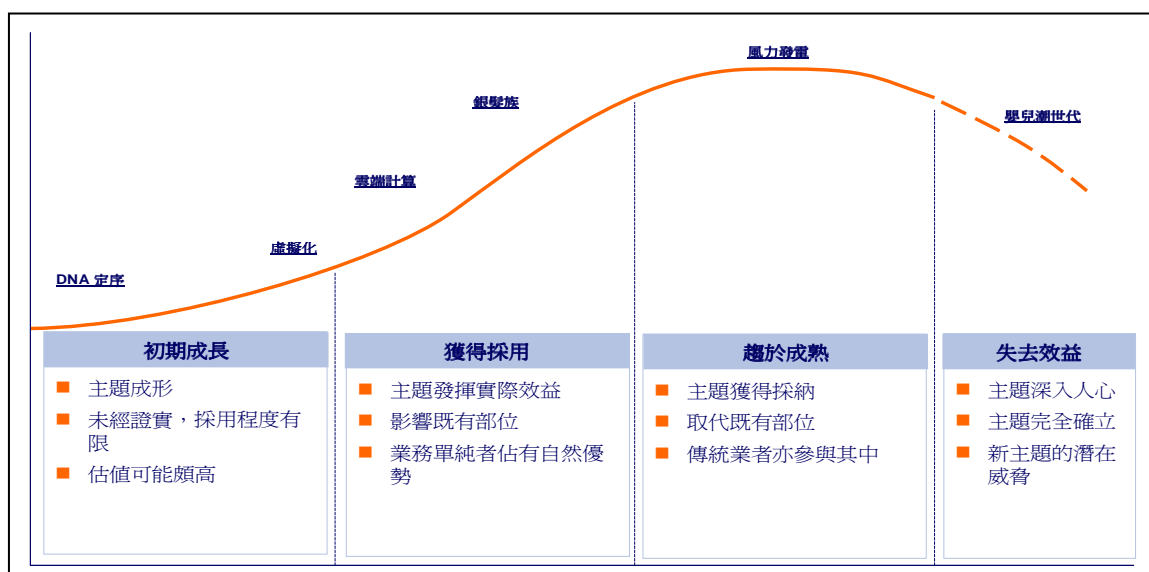 風力發電
銀髮族
嬰兒潮世代
雲端計算
虛擬化
DNA 定序
初期成長
主題成形
未經證實，採用程度有
限
估值可能頗高
獲得採用
主題發揮實際效益
影響既有部位
業務單純者佔有自然優
勢
趨於成熟
主題獲得採納
取代既有部位
傳統業者亦參與其中
失去效益
主題深入人心
主題完全確立
新主題的潛在
威脅